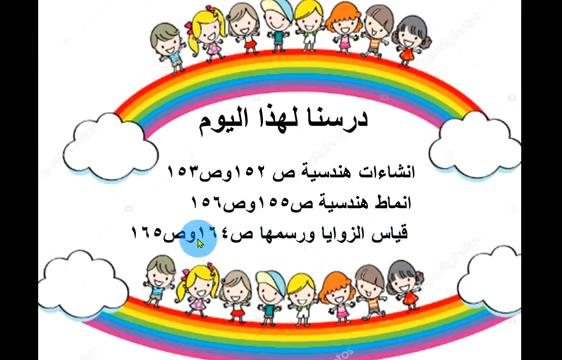 درسنا لهذا اليوم
انشاءات هندسية ص ١٥٢وص١٥٣
انماط هندسية ص١٥٥وص١٥٦
قياس الزوايا ورسمها ص١٦٤وص١٦٥